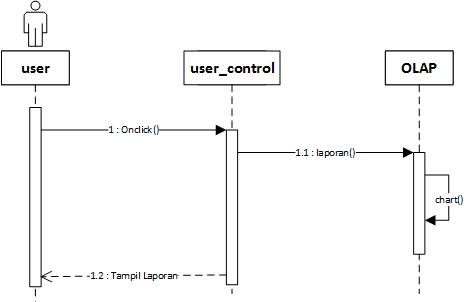 user
user_control
OLAP
1 : Onclick()
1.1 : laporan()
chart()
1.2 : Tampil Laporan